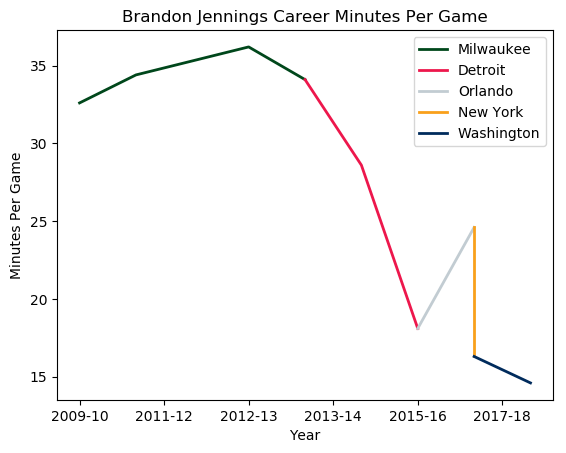 Brandon Jennings Career Minutes Per Game
Milwaukee
Detroit
Orlando
New York
Washington
Minutes Per Game
35
30
25
20
15
2009-10 2011-12 2012-13 2013-14 2015-16 2017-18
Year